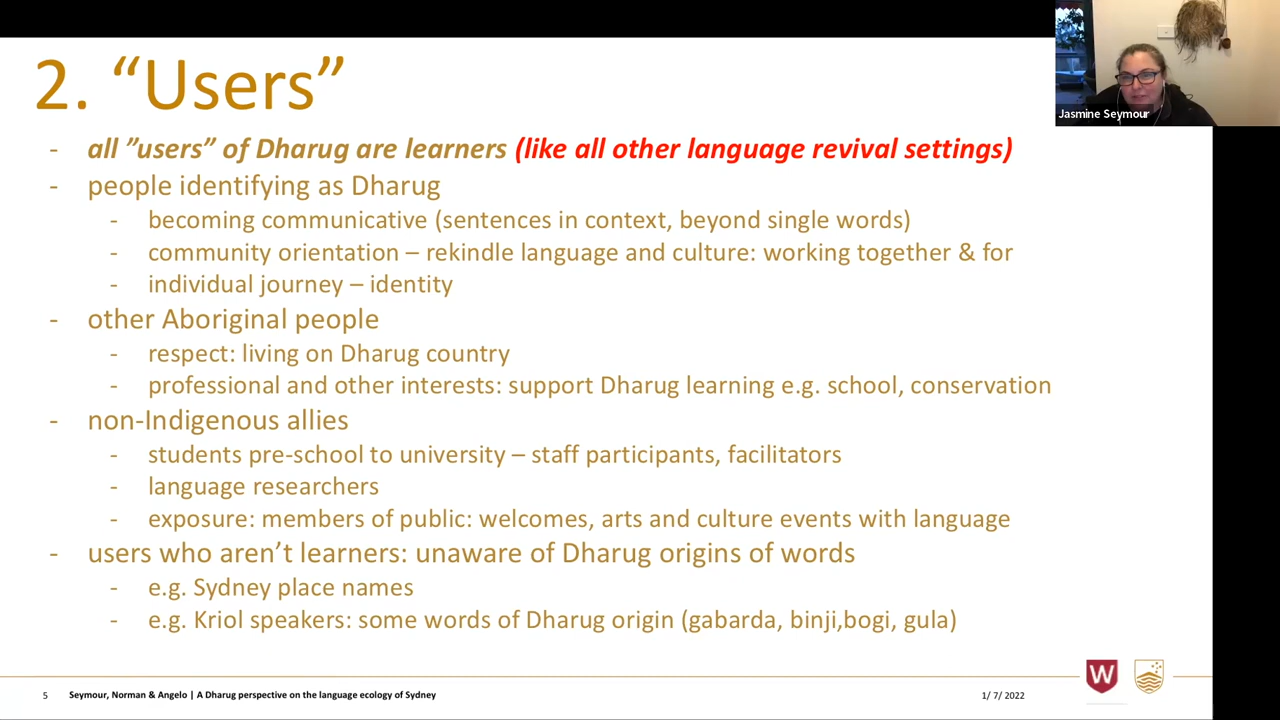 2. “Users”
Jasmine Seymour
- all ”users” of Dharug are learners (like all other language revival settings)
- people identifying as Dharug
- becoming communicative (sentences in context, beyond single words)
- community orientation – rekindle language and culture: working together & for
- individual journey – identity
- other Aboriginal people
- respect: living on Dharug country
- professional and other interests: support Dharug learning e.g. school, conservation
- non-Indigenous allies
- students pre-school to university – staff participants, facilitators
- language researchers
- exposure: members of public: welcomes, arts and culture events with language
- users who aren’t learners: unaware of Dharug origins of words
- e.g. Sydney place names
- e.g. Kriol speakers: some words of Dharug origin (gabarda, binji,bogi, gula)
5 Seymour, Norman & Angelo | A Dharug perspective on the language ecology of Sydney 1/ 7/ 2022
W